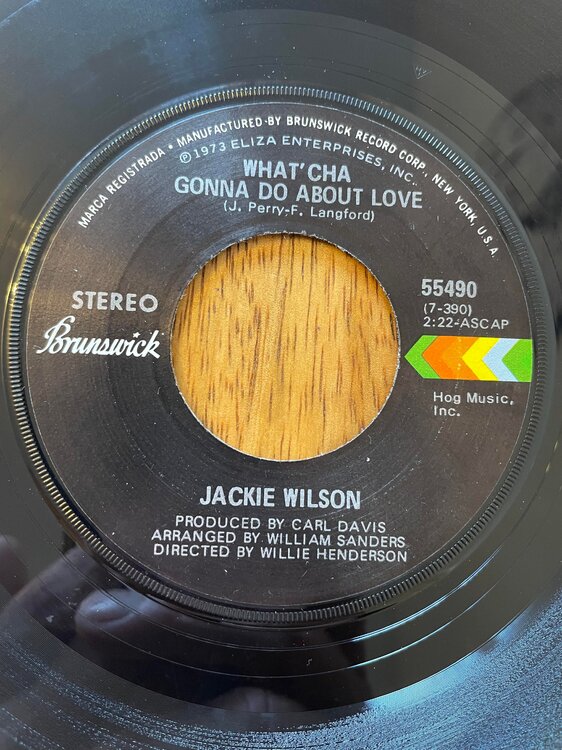 MARCA REGISTRADA • MANUFACTURED BY BRUNSWICK RECORD CORP., NEW YORK, U.S.A.
Ⓟ 1973 ELIZA ENTERPRISES, INC.
WHAT'CHA
GONNA DO ABOUT LOVE
(J. Perry-F. Langford)
STEREO
Brunswick
55490
(7-390)
2:22-ASCAP
Hog Music,
Inc.
JACKIE WILSON
PRODUCED BY CARL DAVIS
ARRANGED BY WILLIAM SANDERS
DIRECTED BY WILLIE HENDERSON